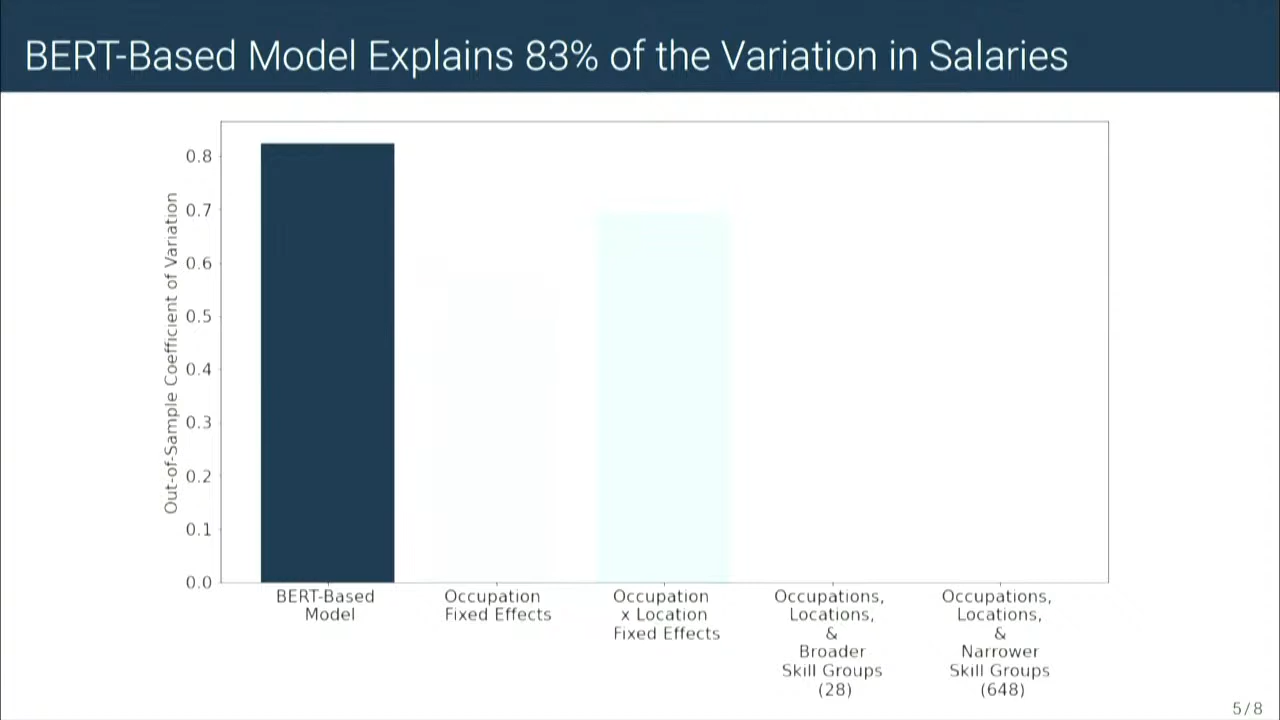 BERT-Based Model Explains 83% of the Variation in Salaries
Out-of-Sample Coefficient of Variation
0.8
0.7
0.6
0.5
0.4
0.3
0.2
0.1
0.0
BERT-Based
Model
Occupation
Fixed Effects
Occupation
x Location
Fixed Effects
Occupations,
Locations,
&
Broader
Skill Groups
(28)
Occupations,
Locations,
&
Narrower
Skill Groups
(648)
5/8